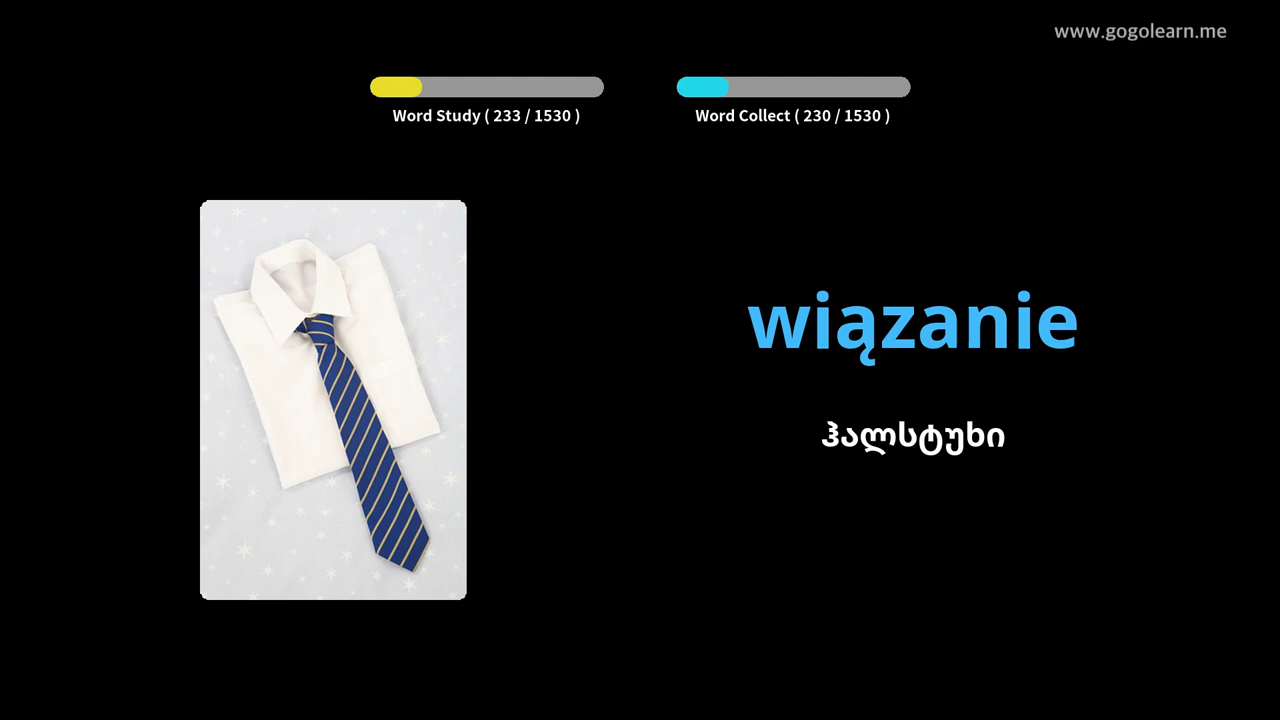 www.gogolearn.me
Word Study ( 233 / 1530 )
Word Collect ( 230 / 1530 )
wiązanie
ჰალსტუხი